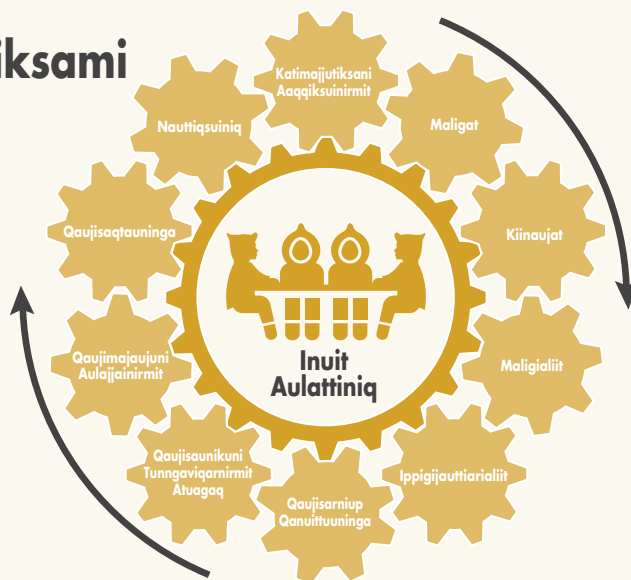 iksami
Katimajjutiksani
Aaqqiksuinirmit
Maligat
Kiinaujat
Maligialiit
Ippigijauttiarialiit
Qaujisarniup
Qanuittuuninga
Qaujisaunikuni
Tunngaviqarnirmit
Atuagaq
Qaujimajaujuni
Aulajjainirmit
Qaujisaqtauninga
Nauttiqsuiniq
Inuit
Aulattiniq